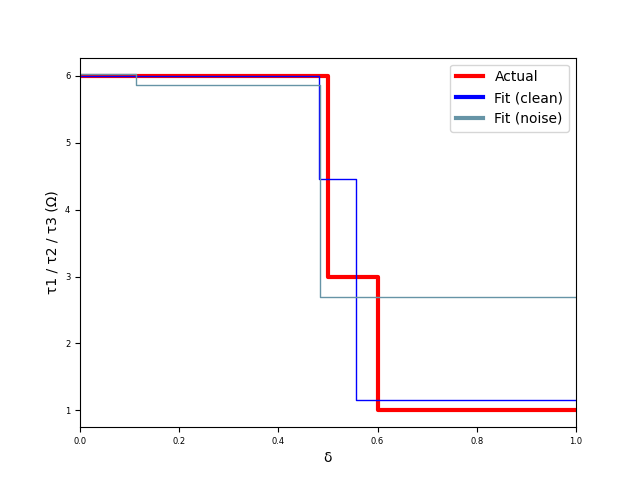 Actual
Fit (clean)
Fit (noise)
τ1 / τ2 / τ3 (Ω)
6
5
4
3
2
1
0.0 0.2 0.4 0.6 0.8 1.0
δ